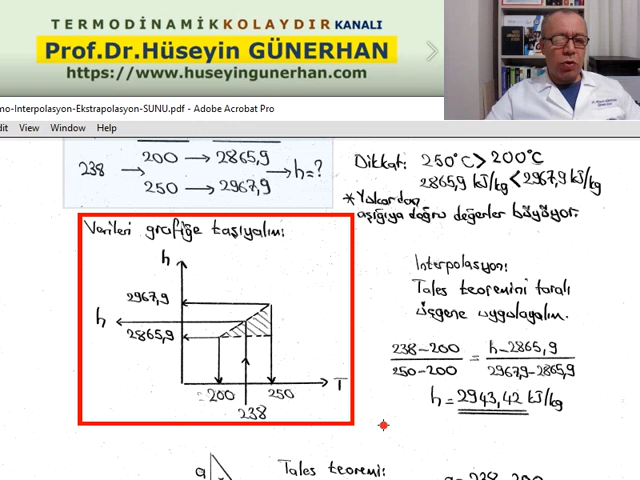 TERMODİNAMİKKOLAYDIR KANALI
Prof.Dr.Hüseyin GÜNERHAN
https://www.huseyingunerhan.com
mo-Interpolasyon-Ekstrapolasyon-SUNU.pdf - Adobe Acrobat Pro
dit View Window Help
238 → 200 → 2865,9 → h=?
250 → 2967,9
Dikkat: 250°C > 200°C
2865,9 kJ/kg < 2967,9 kJ/kg
* Yukarıdan
aşağıya doğru değerler büyüyor.
Verileri grafiğe taşıyalım:
h
2967,9
h
2865,9
200 250 T
238
İnterpolasyon:
Tales teoremini taralı
üçgene uygulayalım.
238-200 = h-2865,9
250-200 2967,9-2865,9
h = 2943,42 kJ/kg
a
Tales teoremi: